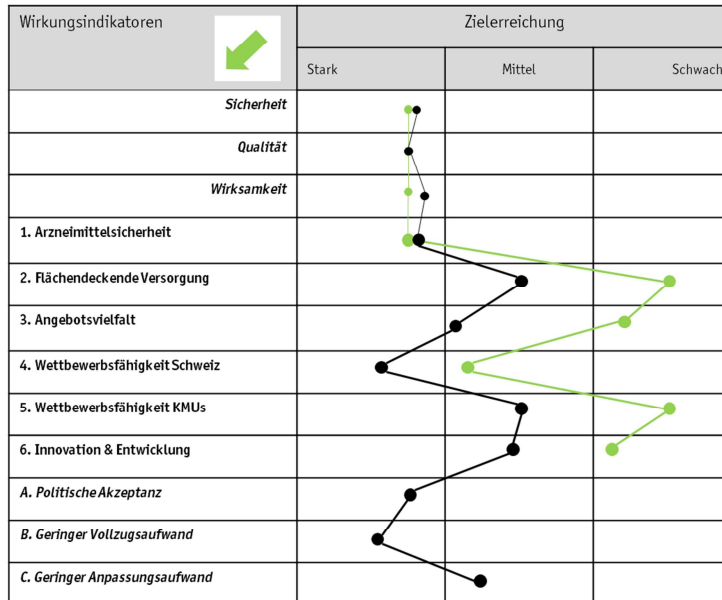 Wirkungsindikatoren
Zielerreichung
Stark
Mittel
Schwach
Sicherheit
Qualität
Wirksamkeit
1. Arzneimittelsicherheit
2. Flächendeckende Versorgung
3. Angebotsvielfalt
4. Wettbewerbsfähigkeit Schweiz
5. Wettbewerbsfähigkeit KMUs
6. Innovation & Entwicklung
A. Politische Akzeptanz
B. Geringer Vollzugsaufwand
C. Geringer Anpassungsaufwand